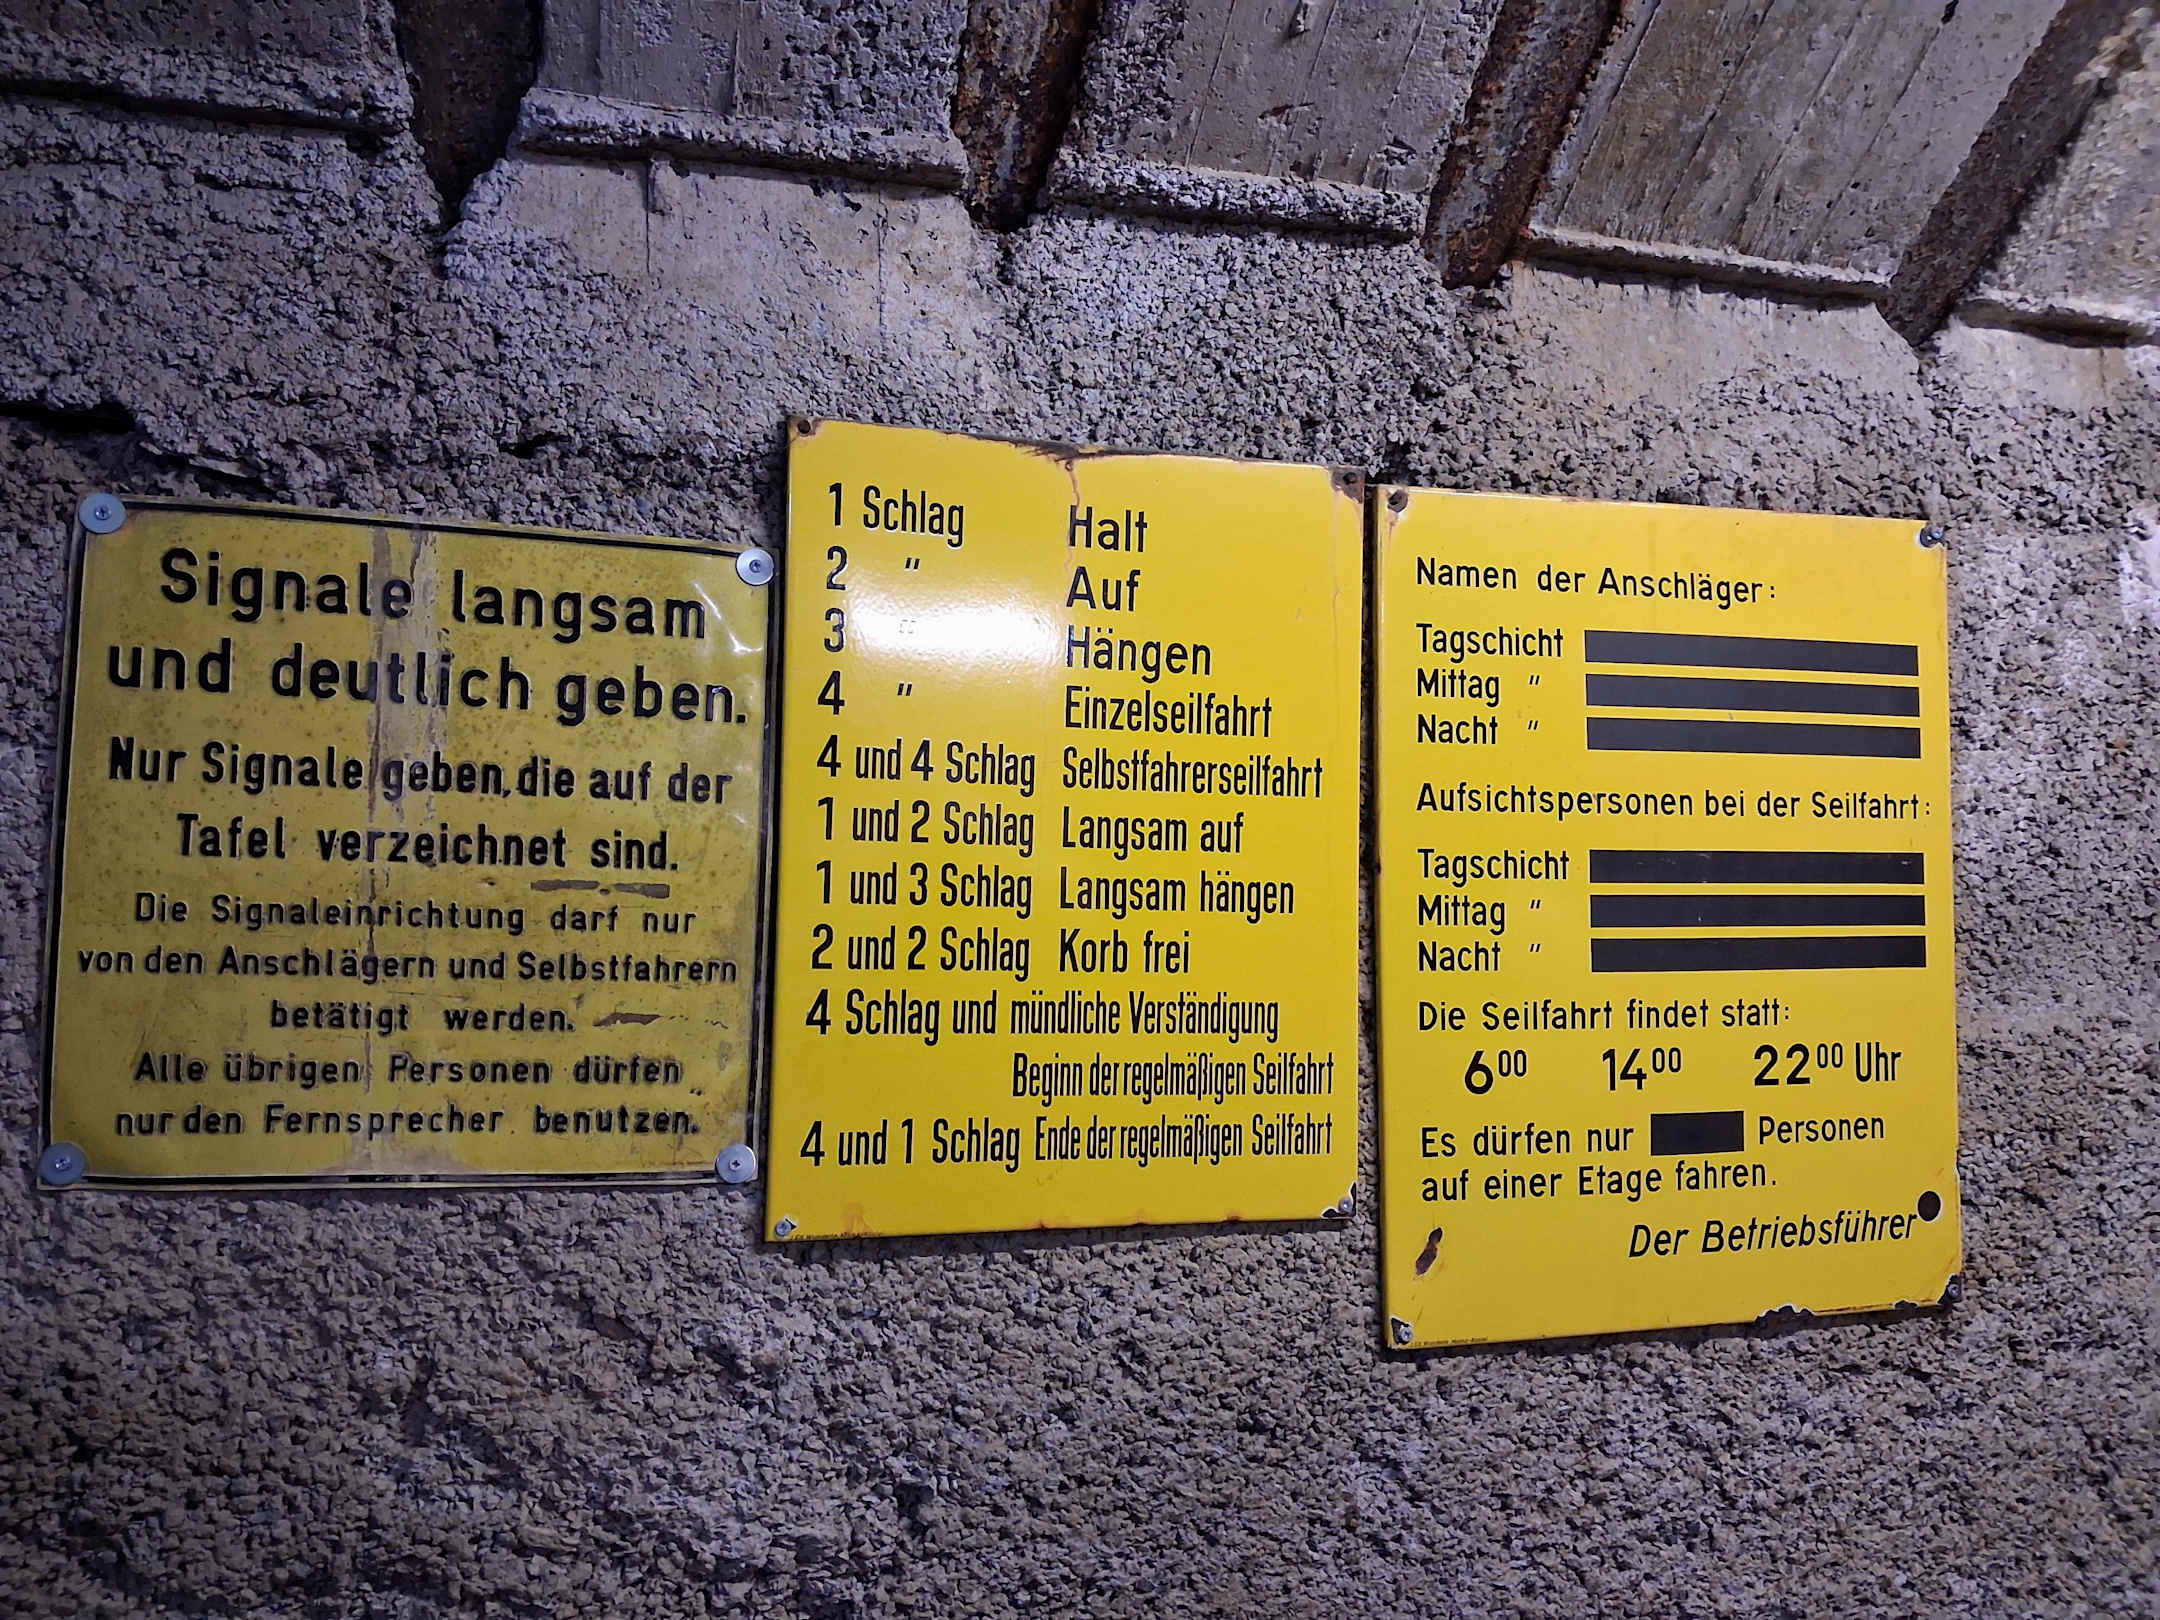 Signale langsam
und deutlich geben.
Nur Signale geben, die auf der
Tafel verzeichnet sind.
Die Signaleinrichtung darf nur
von den Anschlägern und Selbstfahrern
betätigt werden.
Alle übrigen Personen dürfen
nur den Fernsprecher benutzen.
1 Schlag Halt
2 " Auf
3 " Hängen
4 " Einzelseilfahrt
4 und 4 Schlag Selbstfahrerseilfahrt
1 und 2 Schlag Langsam auf
1 und 3 Schlag Langsam hängen
2 und 2 Schlag Korb frei
4 Schlag und mündliche Verständigung
Beginn der regelmäßigen Seilfahrt
4 und 1 Schlag Ende der regelmäßigen Seilfahrt
Namen der Anschläger:
Tagschicht
Mittag "
Nacht "
Aufsichtspersonen bei der Seilfahrt:
Tagschicht
Mittag "
Nacht "
Die Seilfahrt findet statt:
6⁰⁰ 14⁰⁰ 22⁰⁰ Uhr
Es dürfen nur Personen
auf einer Etage fahren.
Der Betriebsführer